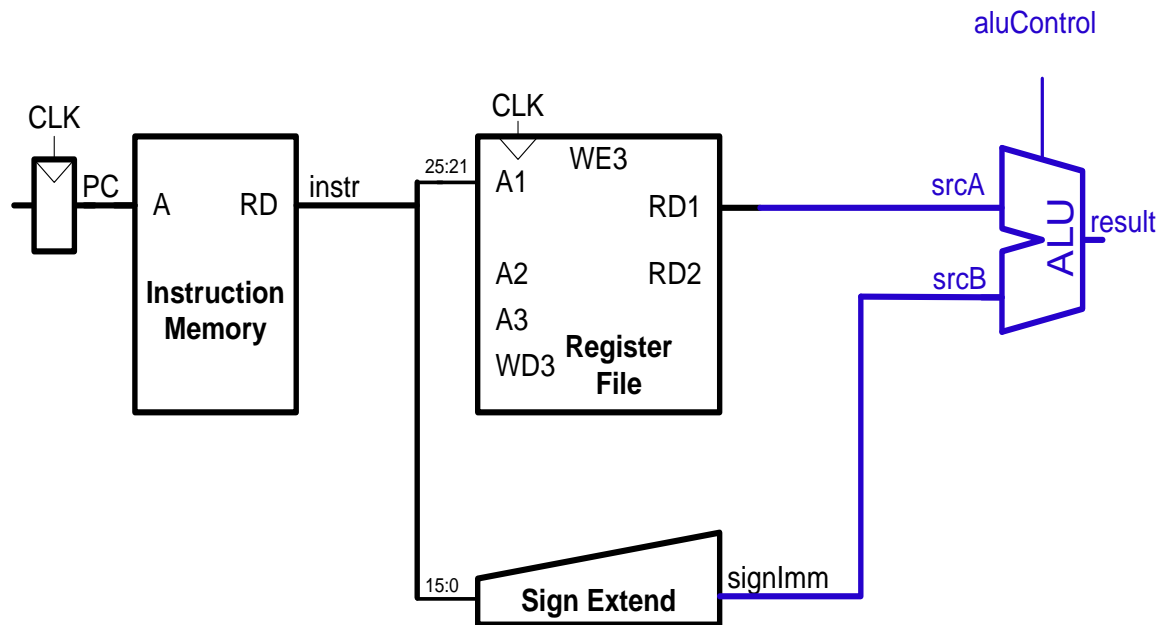 aluControl
CLK
CLK
PC
A
RD
Instruction
Memory
instr
25:21
15:0
A1
WE3
RD1
A2
RD2
A3
WD3
Register
File
Sign Extend
signImm
srcA
srcB
ALU
result